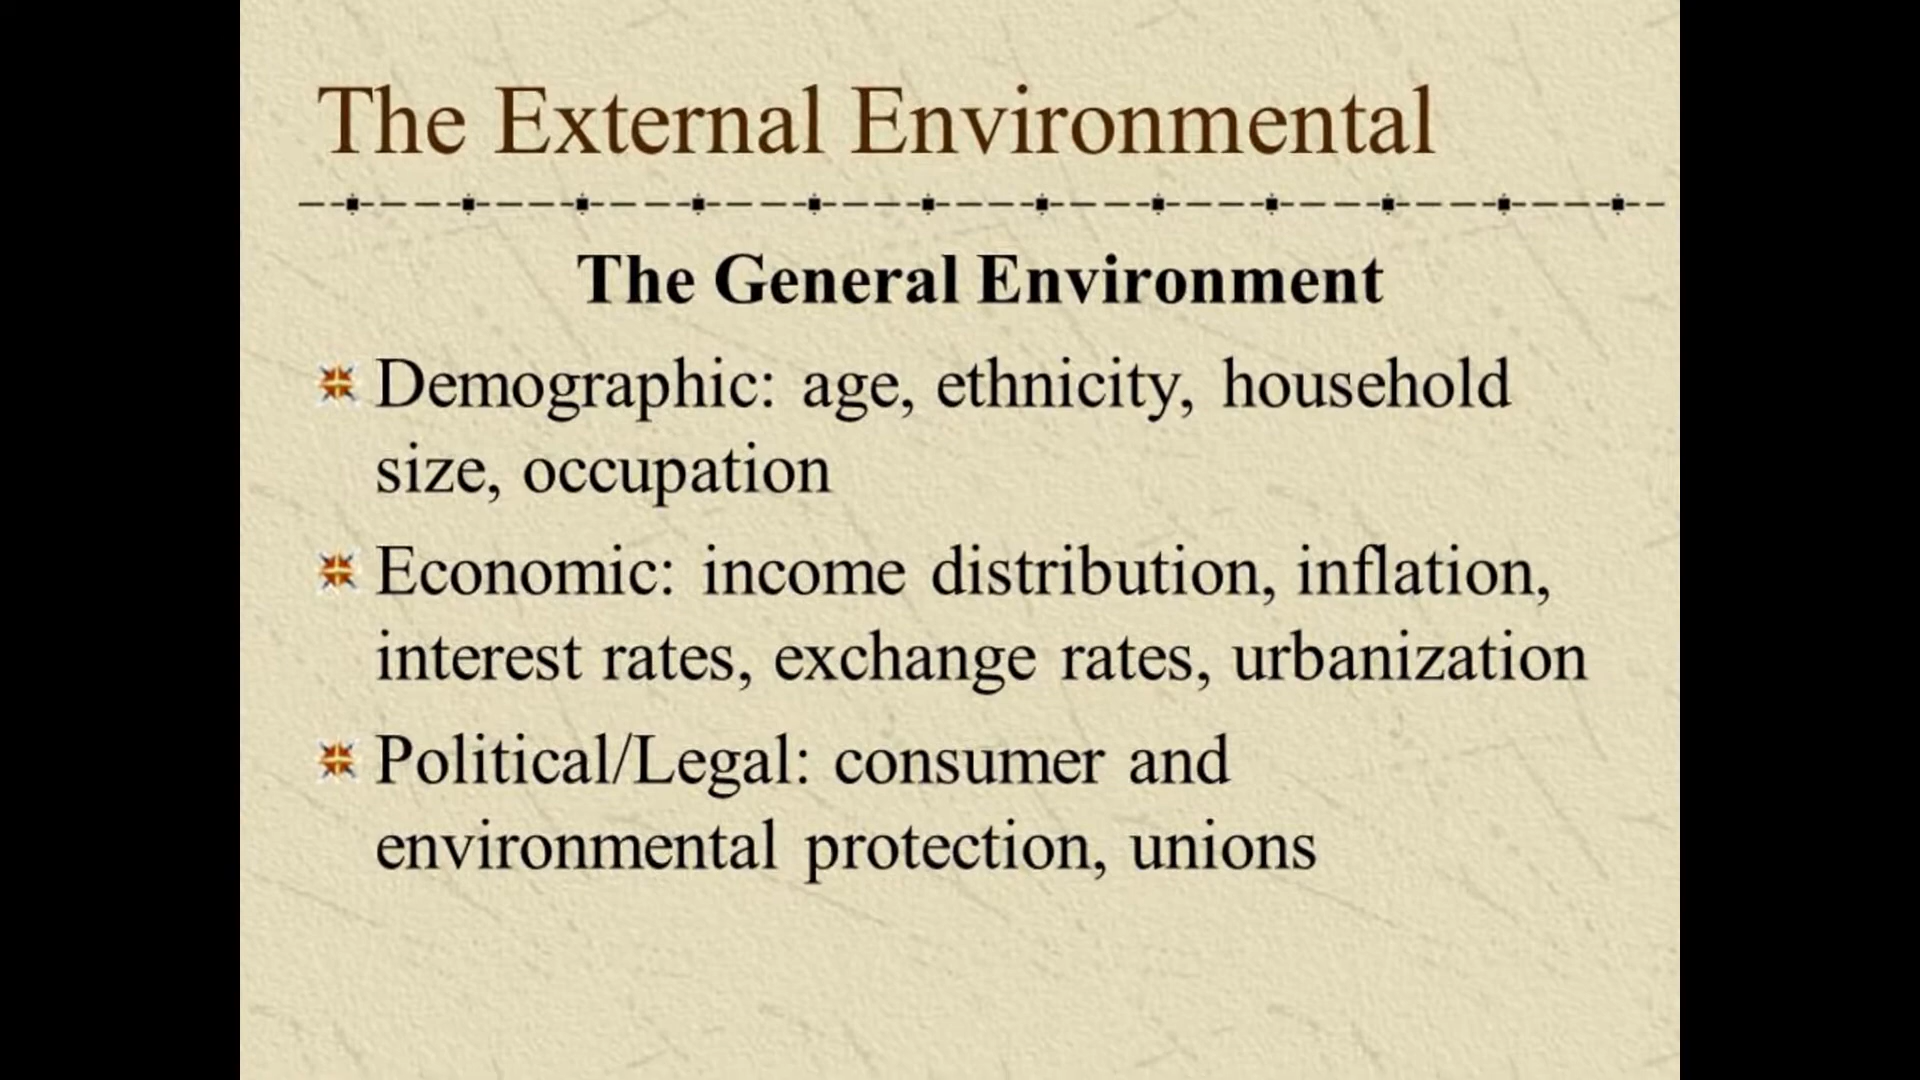 The External Environmental
The General Environment
Demographic: age, ethnicity, household
size, occupation
Economic: income distribution, inflation,
interest rates, exchange rates, urbanization
Political/Legal: consumer and
environmental protection, unions